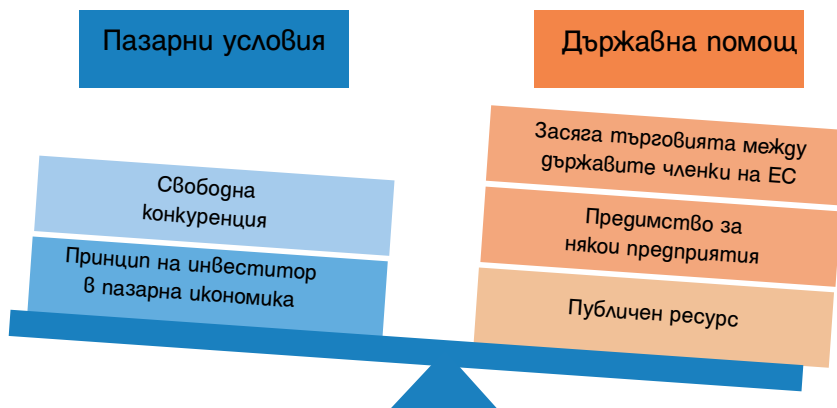 Пазарни условия
Държавна помощ
Свободна
конкуренция
Принцип на инвеститор
в пазарна икономика
Засяга търговията между
държавите членки на ЕС
Предимство за
някои предприятия
Публичен ресурс